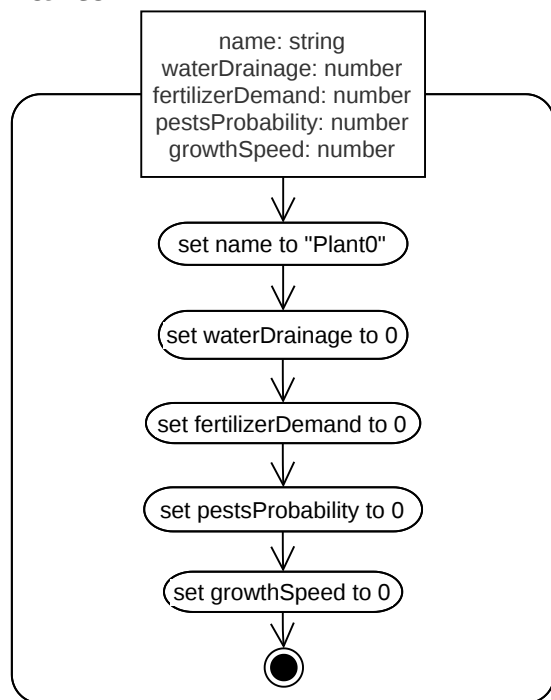 name: string
waterDrainage: number
fertilizerDemand: number
pestsProbability: number
growthSpeed: number
set name to "Plant0"
set waterDrainage to 0
set fertilizerDemand to 0
set pestsProbability to 0
set growthSpeed to 0